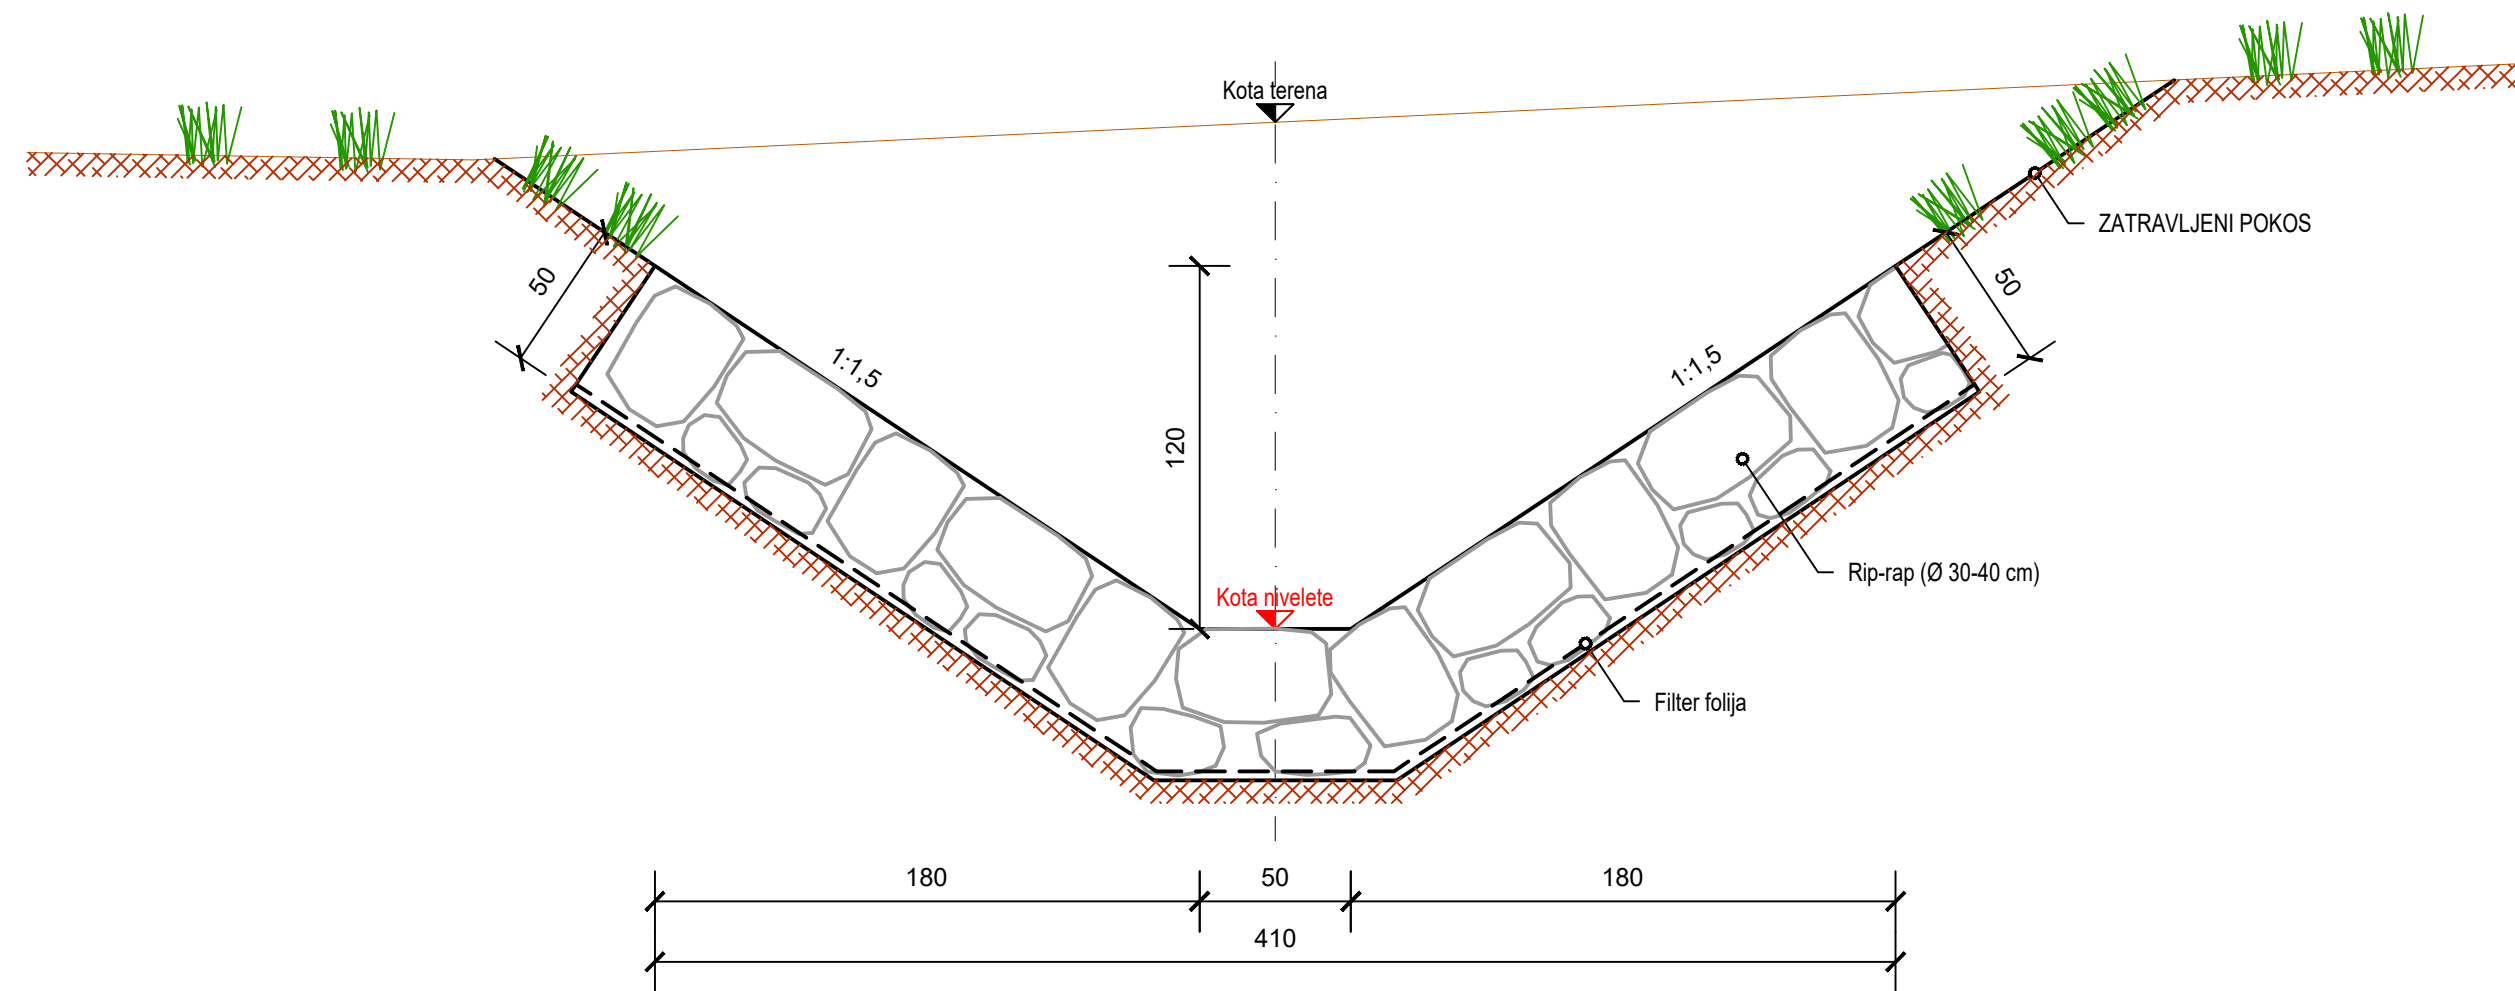 Kota terena
ZATRAVLJENI POKOS
50
50
1:1,5
1:1,5
120
Rip-rap (Ø 30-40 cm)
Kota nivelete
Filter folija
180
50
180
410